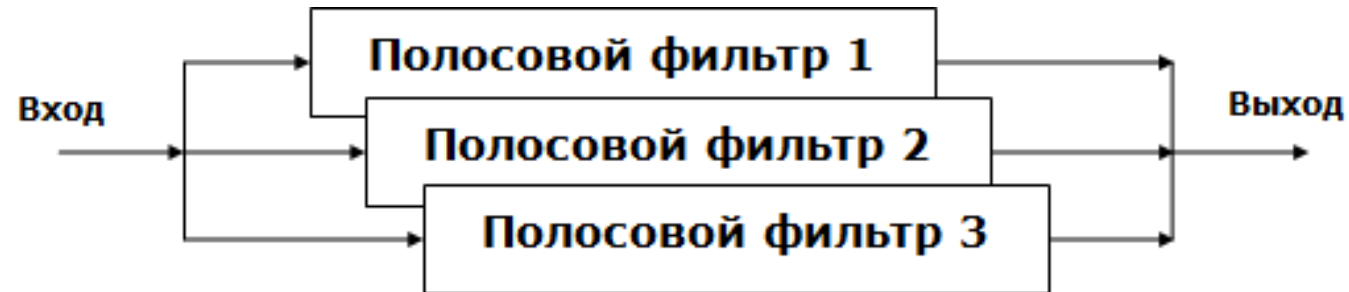 Полосовой фильтр 1
Вход
Выход
Полосовой фильтр 2
Полосовой фильтр 3